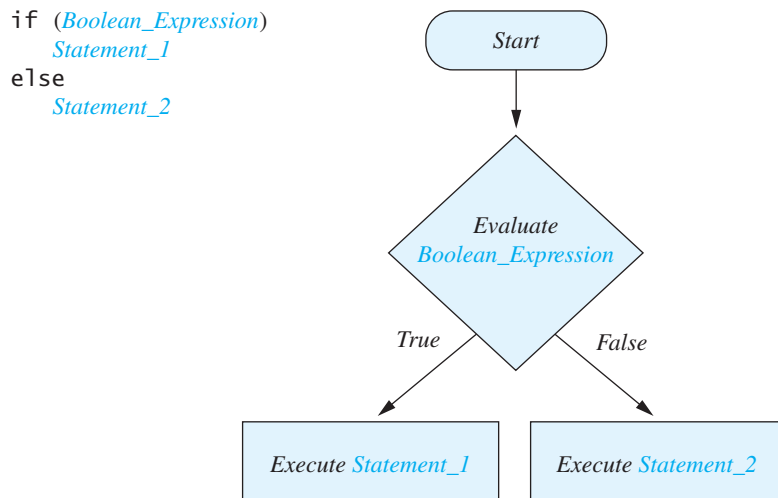 if (Boolean_Expression)
Statement_1
else
Statement_2
Start
Evaluate
Boolean_Expression
True
False
Execute Statement_1
Execute Statement_2